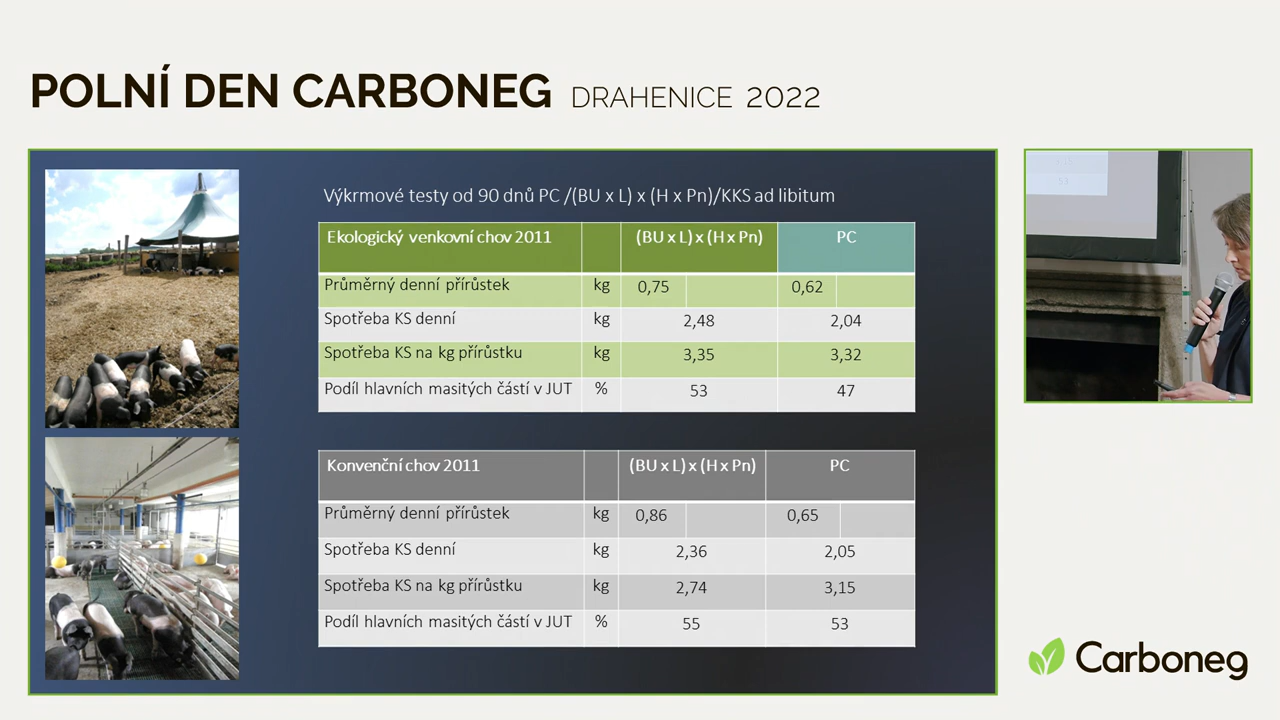 POLNÍ DEN CARBONEG DRAHENICE 2022
Výkrmové testy od 90 dnů PC /(BU x L) x (H x Pn)/KKS ad libitum
Ekologický venkovní chov 2011 (BU x L) x (H x Pn) PC
Průměrný denní přírůstek kg 0,75 0,62
Spotřeba KS denní kg 2,48 2,04
Spotřeba KS na kg přírůstku kg 3,35 3,32
Podíl hlavních masitých částí v JUT % 53 47
Konvenční chov 2011 (BU x L) x (H x Pn) PC
Průměrný denní přírůstek kg 0,86 0,65
Spotřeba KS denní kg 2,36 2,05
Spotřeba KS na kg přírůstku kg 2,74 3,15
Podíl hlavních masitých částí v JUT % 55 53
Carboneg